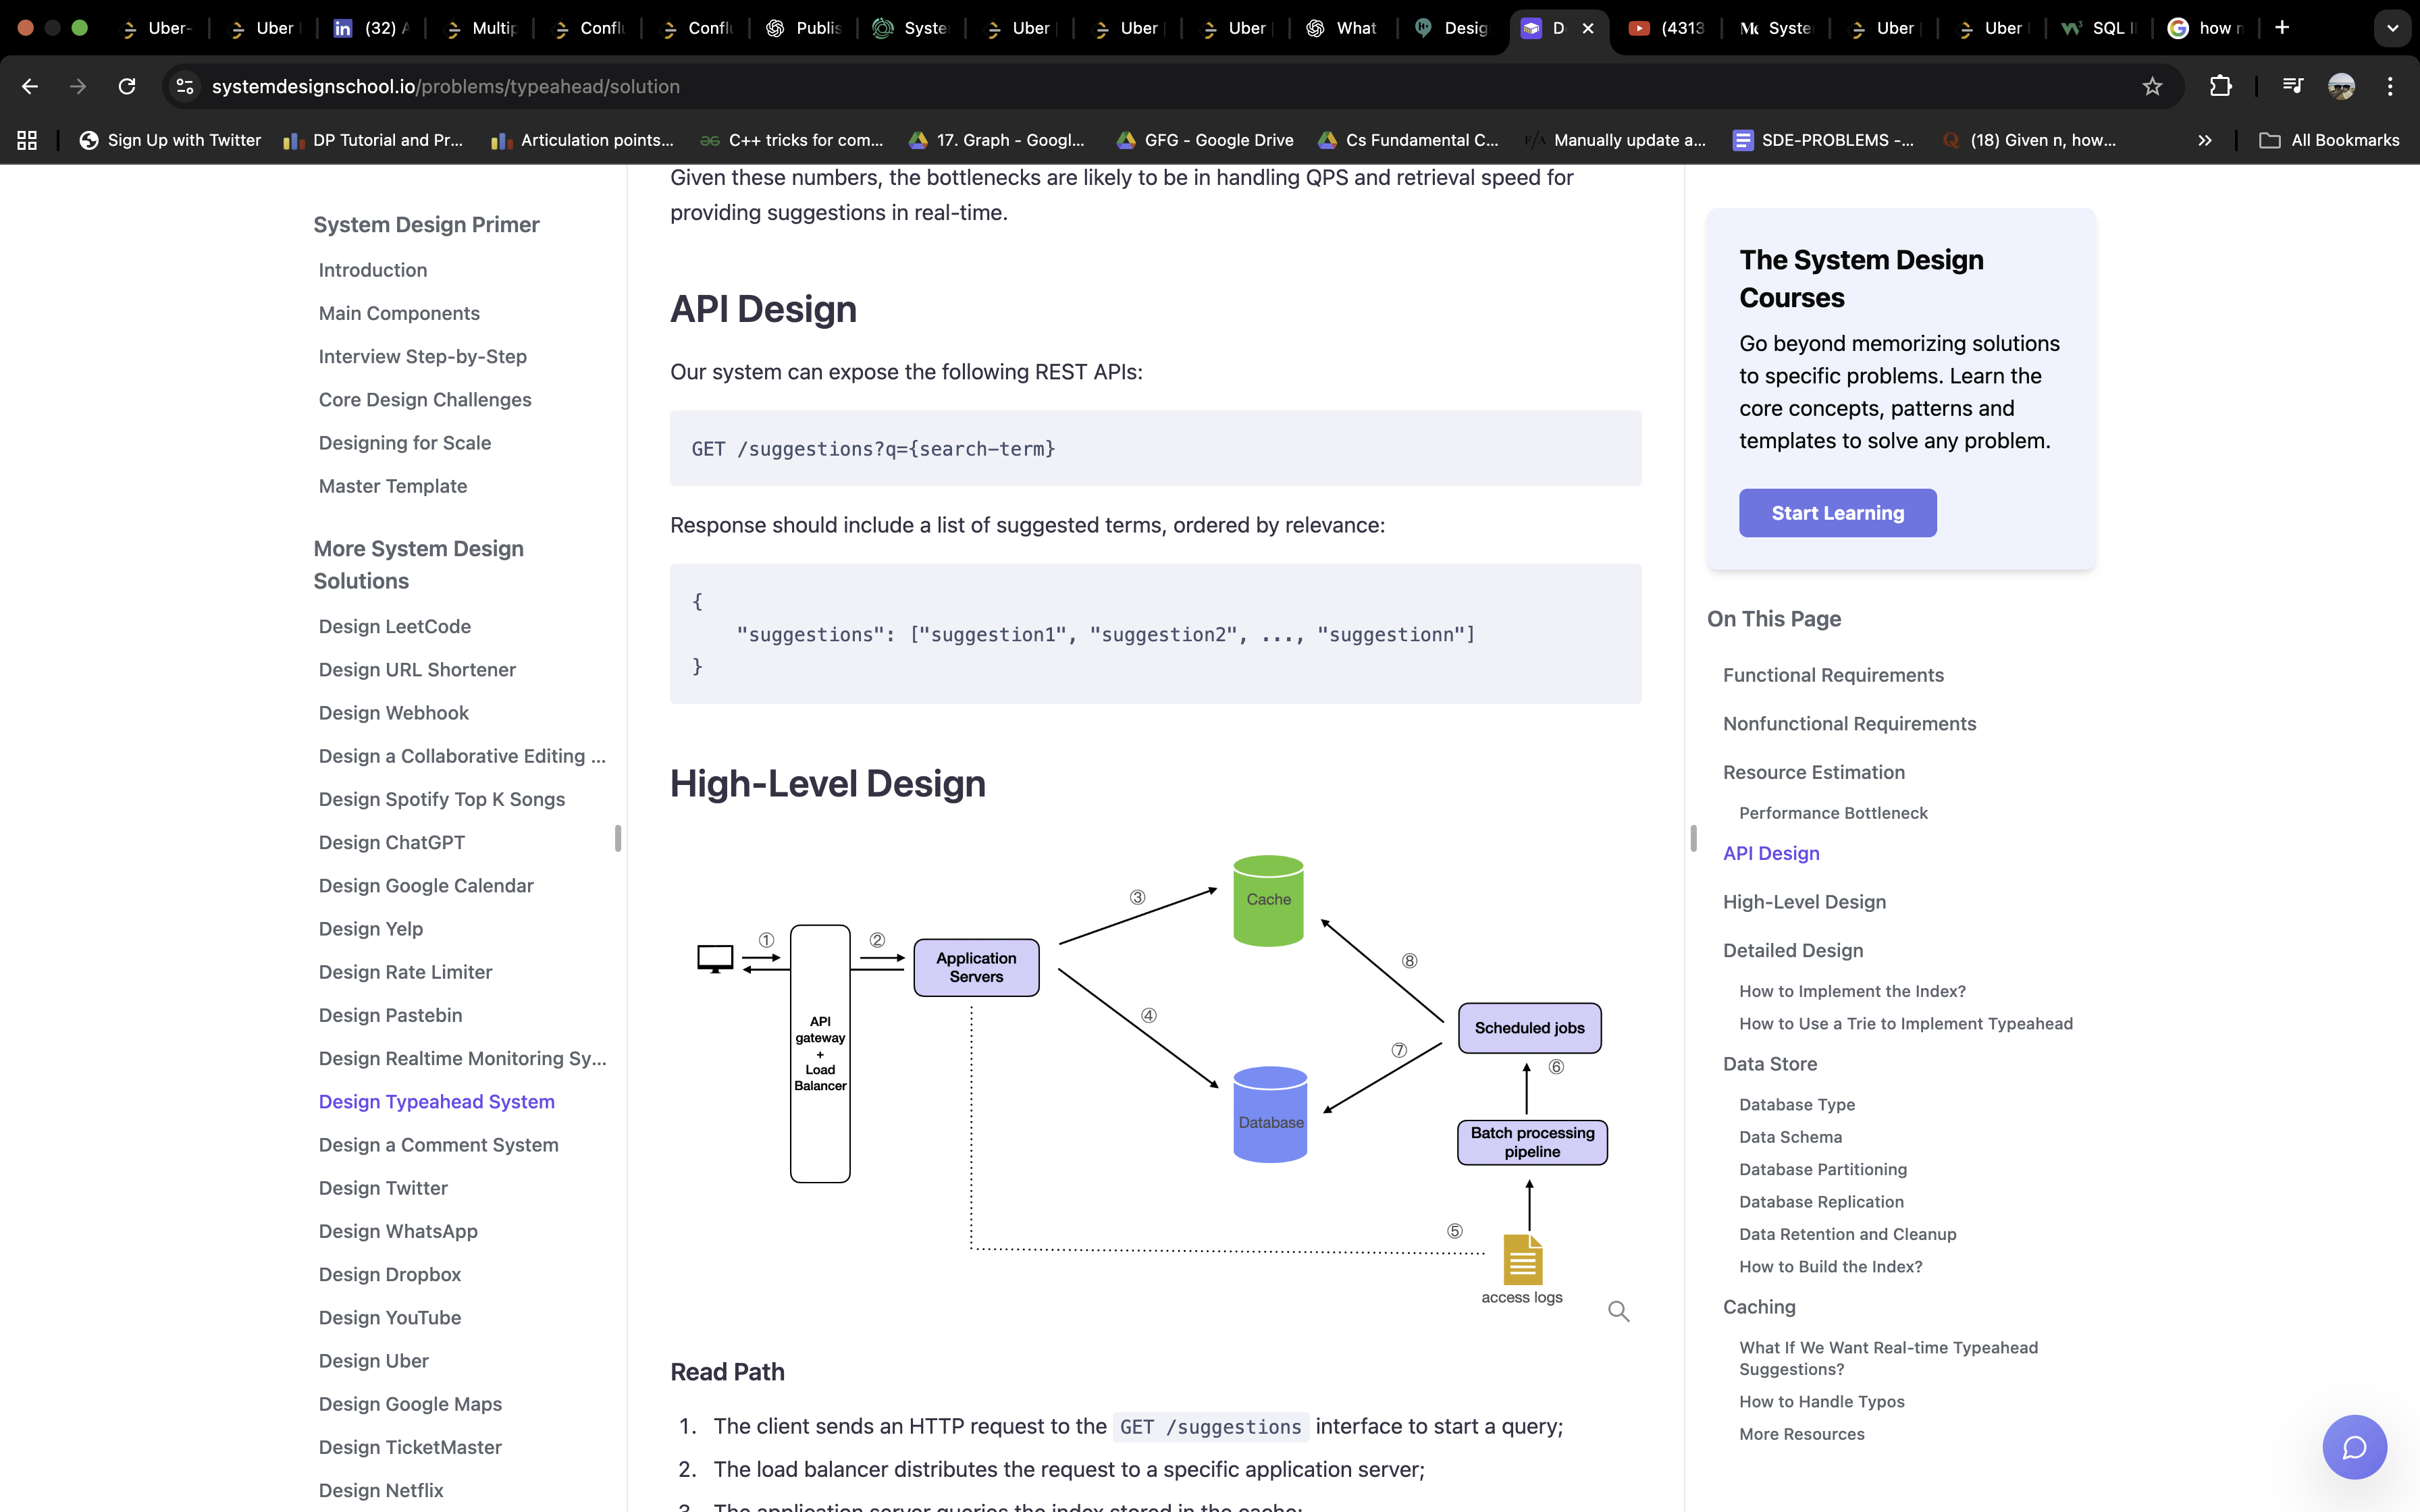 Uber-
Uber
(32) A
Multip
Conflu
Conflu
Publis
Syste
Uber
Uber
Uber
What
Desig
D
(4313
Syste
Uber
Uber
SQL I
how n
systemdesignschool.io/problems/typeahead/solution
Sign Up with Twitter
DP Tutorial and Pr...
Articulation points...
C++ tricks for com...
17. Graph - Googl...
GFG - Google Drive
Cs Fundamental C...
Manually update a...
SDE-PROBLEMS -...
(18) Given n, how...
All Bookmarks
System Design Primer
Introduction
Main Components
Interview Step-by-Step
Core Design Challenges
Designing for Scale
Master Template
More System Design
Solutions
Design LeetCode
Design URL Shortener
Design Webhook
Design a Collaborative Editing ...
Design Spotify Top K Songs
Design ChatGPT
Design Google Calendar
Design Yelp
Design Rate Limiter
Design Pastebin
Design Realtime Monitoring Sy...
Design Typeahead System
Design a Comment System
Design Twitter
Design WhatsApp
Design Dropbox
Design YouTube
Design Uber
Design Google Maps
Design TicketMaster
Design Netflix
Given these numbers, the bottlenecks are likely to be in handling QPS and retrieval speed for
providing suggestions in real-time.
API Design
Our system can expose the following REST APIs:
GET /suggestions?q={search-term}
Response should include a list of suggested terms, ordered by relevance:
{
"suggestions": ["suggestion1", "suggestion2", ..., "suggestionn"]
}
High-Level Design
①
②
③
④
⑤
⑥
⑦
⑧
API
gateway
+
Load
Balancer
Application
Servers
Cache
Database
Scheduled jobs
Batch processing
pipeline
access logs
Read Path
1. The client sends an HTTP request to the GET /suggestions interface to start a query;
2. The load balancer distributes the request to a specific application server;
3. The application server queries the index stored in the cache;
The System Design
Courses
Go beyond memorizing solutions
to specific problems. Learn the
core concepts, patterns and
templates to solve any problem.
Start Learning
On This Page
Functional Requirements
Nonfunctional Requirements
Resource Estimation
Performance Bottleneck
API Design
High-Level Design
Detailed Design
How to Implement the Index?
How to Use a Trie to Implement Typeahead
Data Store
Database Type
Data Schema
Database Partitioning
Database Replication
Data Retention and Cleanup
How to Build the Index?
Caching
What If We Want Real-time Typeahead
Suggestions?
How to Handle Typos
More Resources